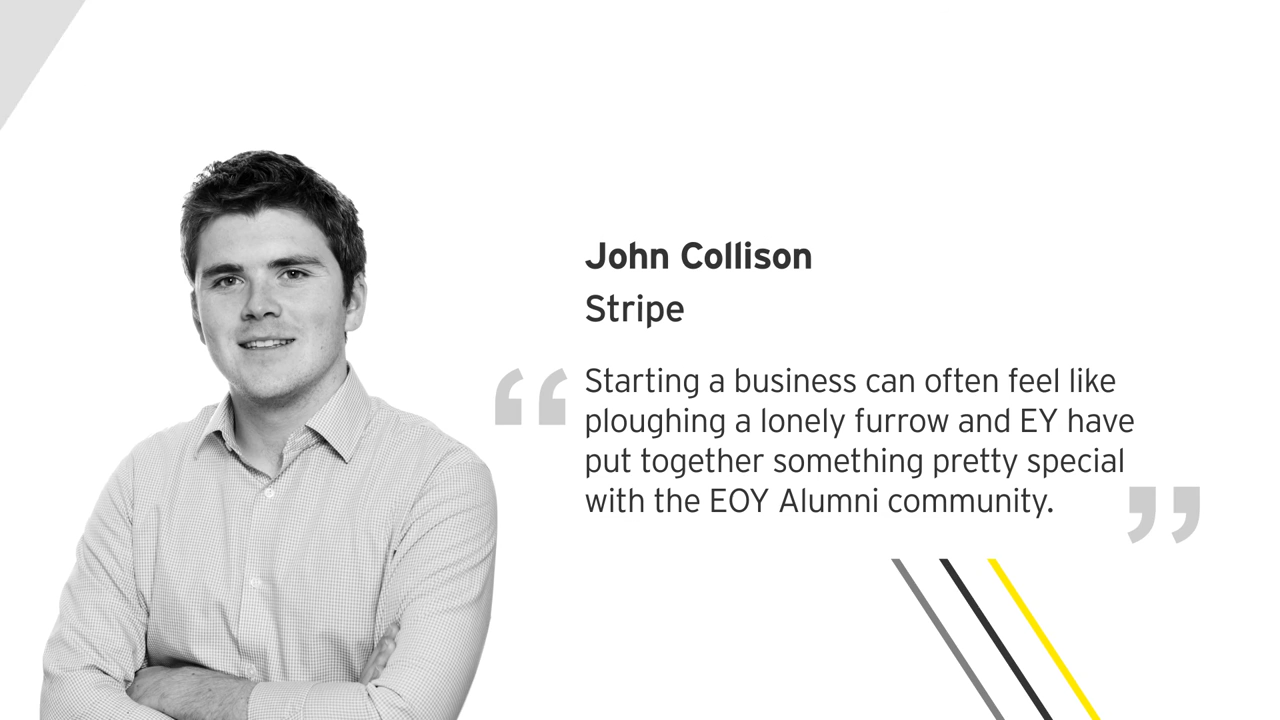 John Collison
Stripe
“Starting a business can often feel like
ploughing a lonely furrow and EY have
put together something pretty special
with the EOY Alumni community.”